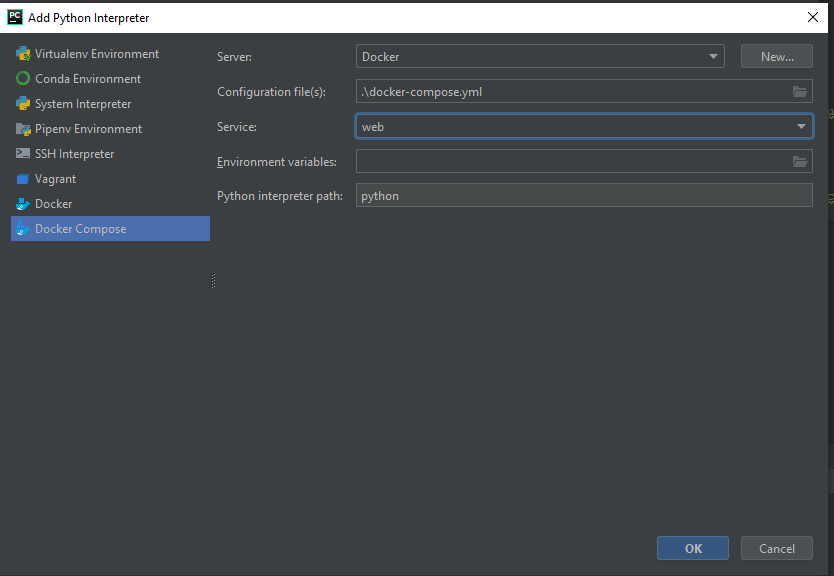 PC
Add Python Interpreter
Virtualenv Environment
Conda Environment
System Interpreter
Pipenv Environment
SSH Interpreter
Vagrant
Docker
Docker Compose
Server:
Docker
New...
Configuration file(s):
.\docker-compose.yml
Service:
web
Environment variables:
Python interpreter path:
python
OK
Cancel